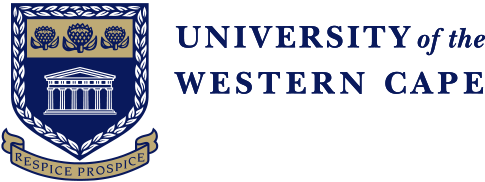 UNIVERSITY of the
WESTERN CAPE
RESPICE PROSPICE